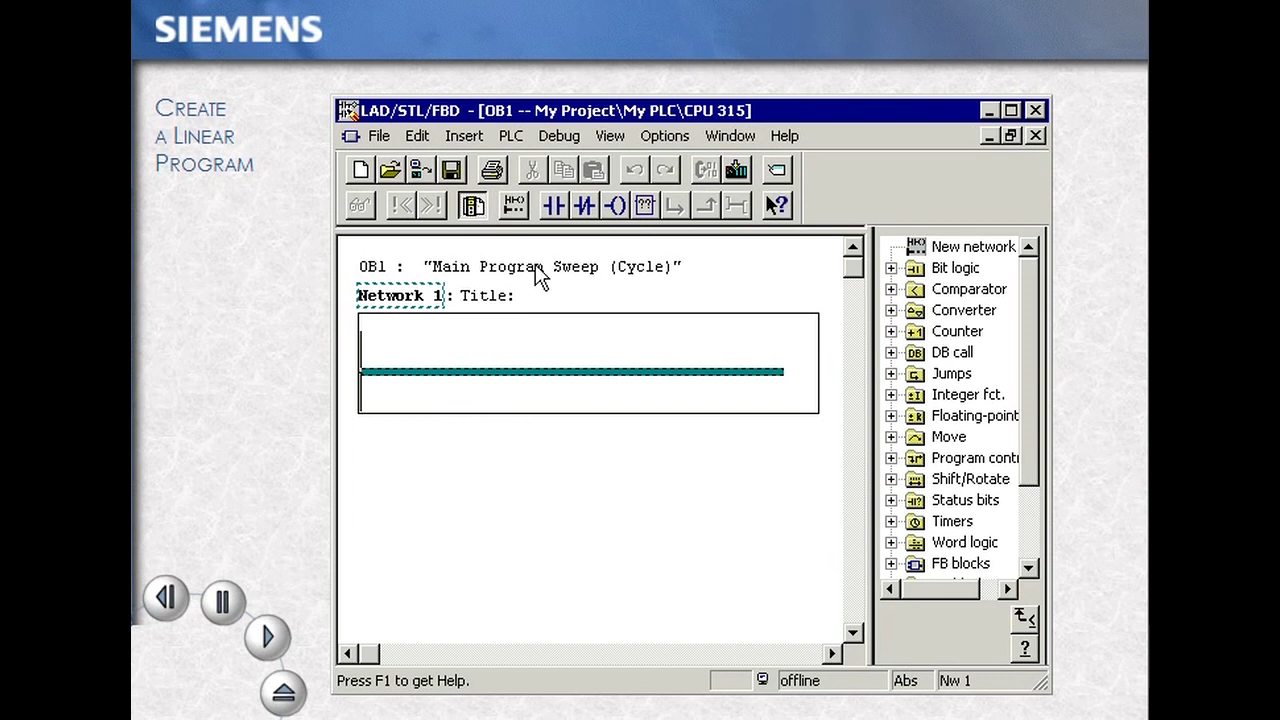 SIEMENS
CREATE
A LINEAR
PROGRAM
LAD/STL/FBD - [OB1 -- My Project\My PLC\CPU 315]
File Edit Insert PLC Debug View Options Window Help
OB1 : "Main Program Sweep (Cycle)"
Network 1: Title:
New network
Bit logic
Comparator
Converter
Counter
DB call
Jumps
Integer fct.
Floating-point
Move
Program cont
Shift/Rotate
Status bits
Timers
Word logic
FB blocks
Press F1 to get Help.
offline
Abs
Nw 1